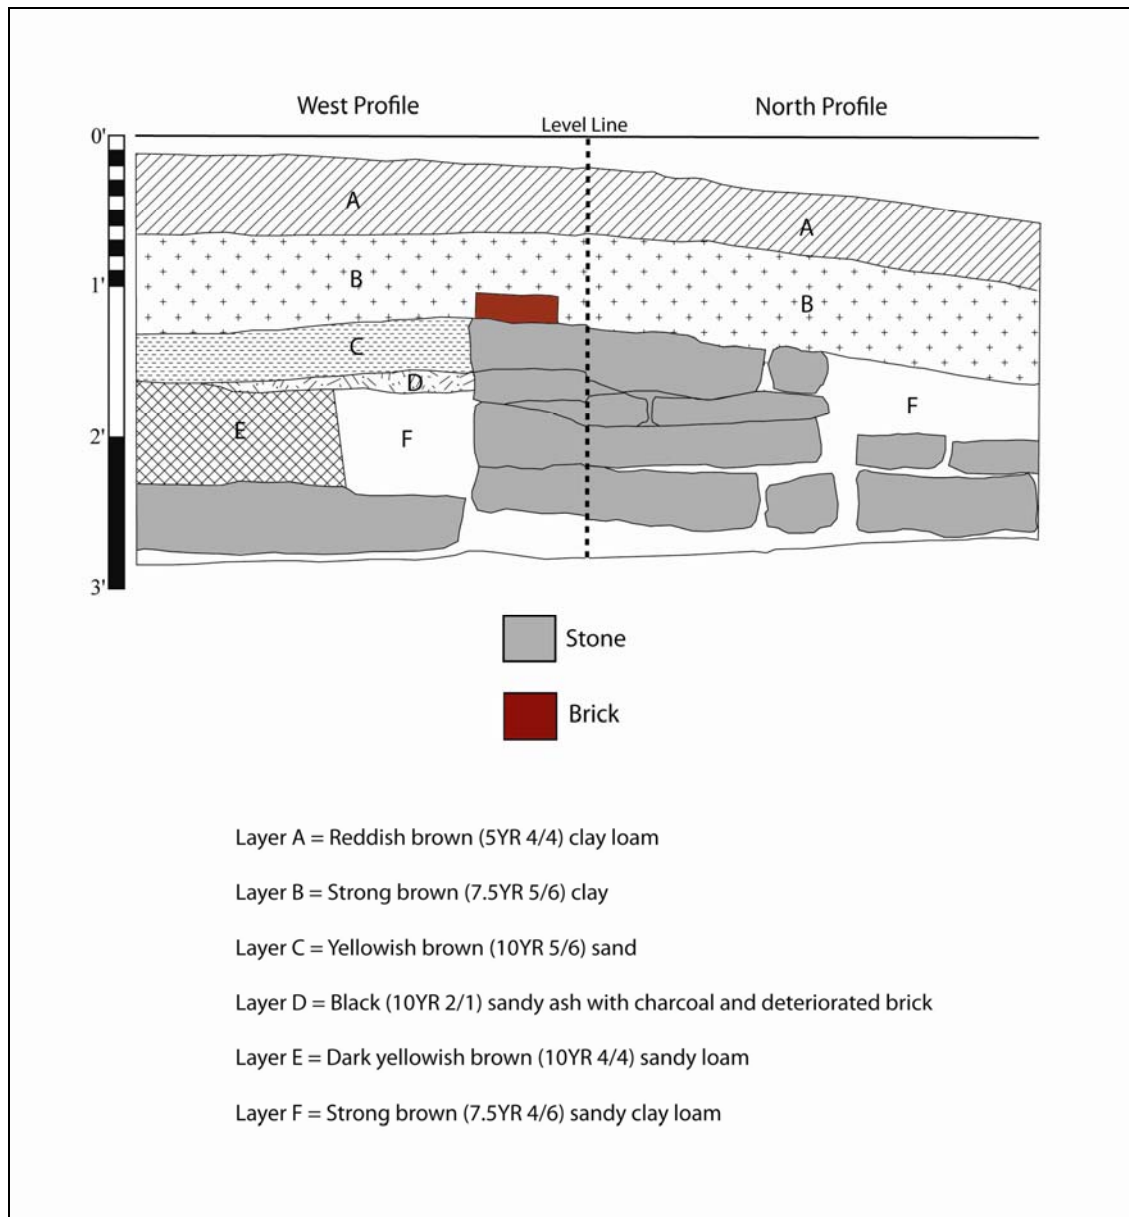 West Profile
North Profile
Level Line
0'
A
A
B
B
1'
C
D
F
E
F
2'
3'
Stone
Brick
Layer A = Reddish brown (5YR 4/4) clay loam
Layer B = Strong brown (7.5YR 5/6) clay
Layer C = Yellowish brown (10YR 5/6) sand
Layer D = Black (10YR 2/1) sandy ash with charcoal and deteriorated brick
Layer E = Dark yellowish brown (10YR 4/4) sandy loam
Layer F = Strong brown (7.5YR 4/6) sandy clay loam